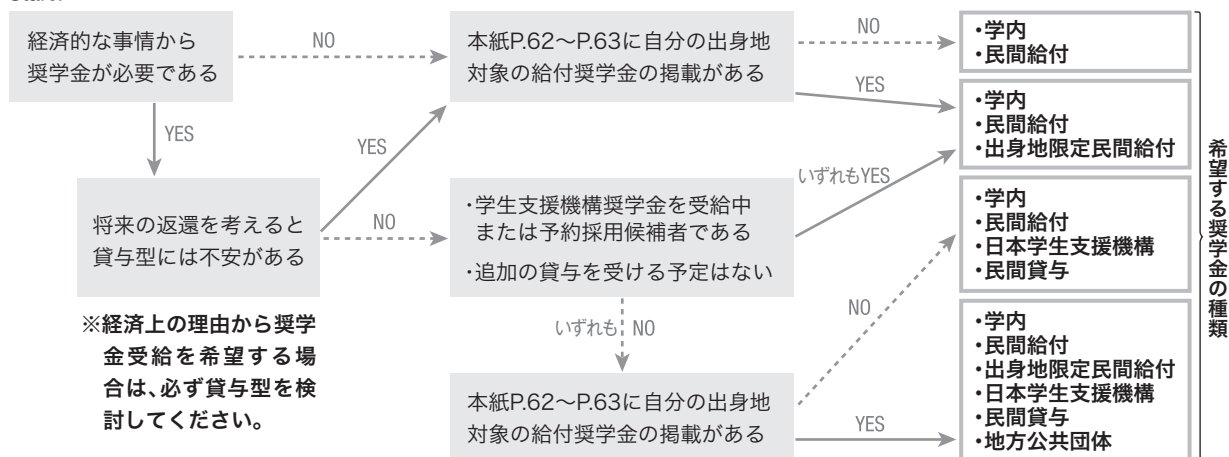 経済的な事情から
奨学金が必要である
NO
本紙P.62〜P.63に自分の出身地
対象の給付奨学金の掲載がある
NO
・学内
・民間給付
YES
・学内
・民間給付
・出身地限定民間給付
YES
YES
将来の返還を考えると
貸与型には不安がある
NO
・学生支援機構奨学金を受給中
または予約採用候補者である
・追加の貸与を受ける予定はない
いずれもYES
・学内
・民間給付
・日本学生支援機構
・民間貸与
※経済上の理由から奨学
金受給を希望する場
合は、必ず貸与型を検
討してください。
いずれも NO
NO
本紙P.62〜P.63に自分の出身地
対象の給付奨学金の掲載がある
YES
・学内
・民間給付
・出身地限定民間給付
・日本学生支援機構
・民間貸与
・地方公共団体
希望する奨学金の種類